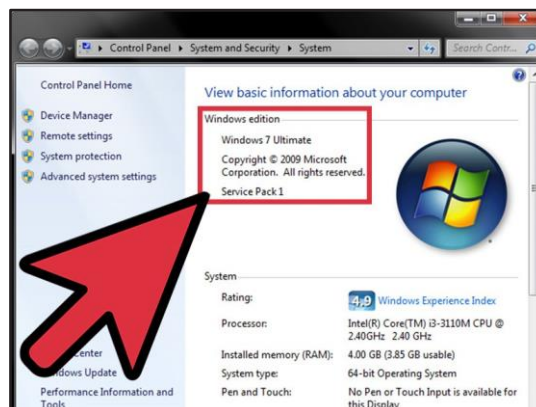 Control Panel ▸ System and Security ▸ System
Search Contr...
Control Panel Home
Device Manager
Remote settings
System protection
Advanced system settings
View basic information about your computer
Windows edition
Windows 7 Ultimate
Copyright © 2009 Microsoft
Corporation. All rights reserved.
Service Pack 1
System
Rating:
4.9 Windows Experience Index
Processor:
Intel(R) Core(TM) i3-3110M CPU @
2.40GHz 2.40 GHz
Installed memory (RAM):
4.00 GB (3.85 GB usable)
System type:
64-bit Operating System
Pen and Touch:
No Pen or Touch Input is available for
this Display
Center
Update
Performance Information and
Tools